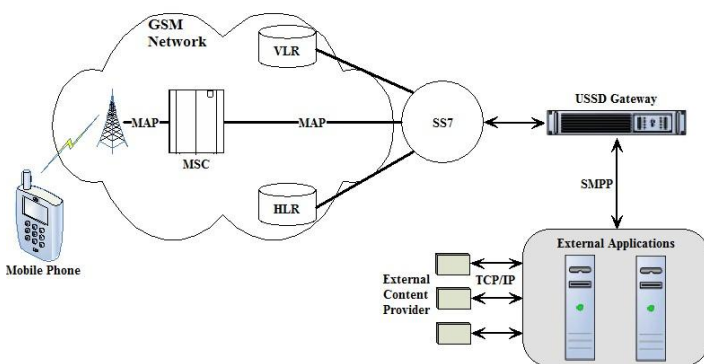 GSM
Network
VLR
USSD Gateway
MAP
MAP
SS7
MSC
SMPP
HLR
External Applications
Mobile Phone
TCP/IP
External
Content
Provider